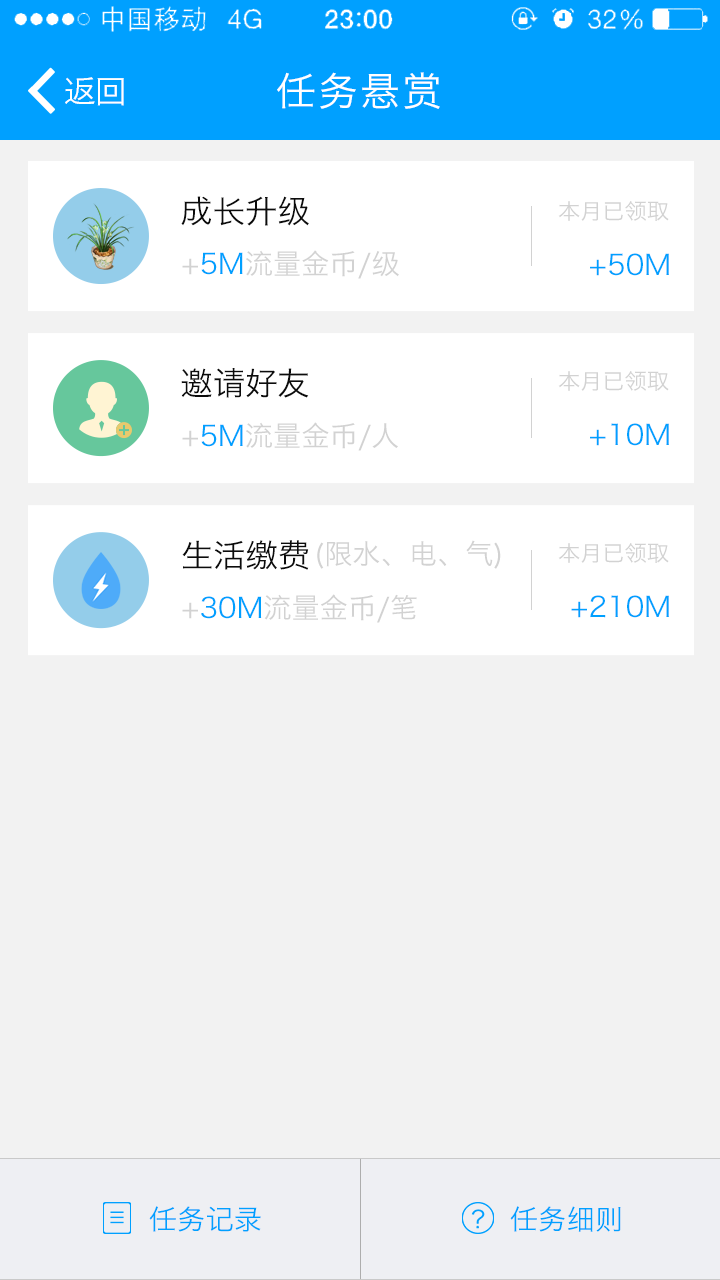 中国移动 4G 23:00 32%
返回 任务悬赏
成长升级 本月已领取
+5M流量金币/级 +50M
邀请好友 本月已领取
+5M流量金币/人 +10M
生活缴费(限水、电、气) 本月已领取
+30M流量金币/笔 +210M
任务记录 ? 任务细则